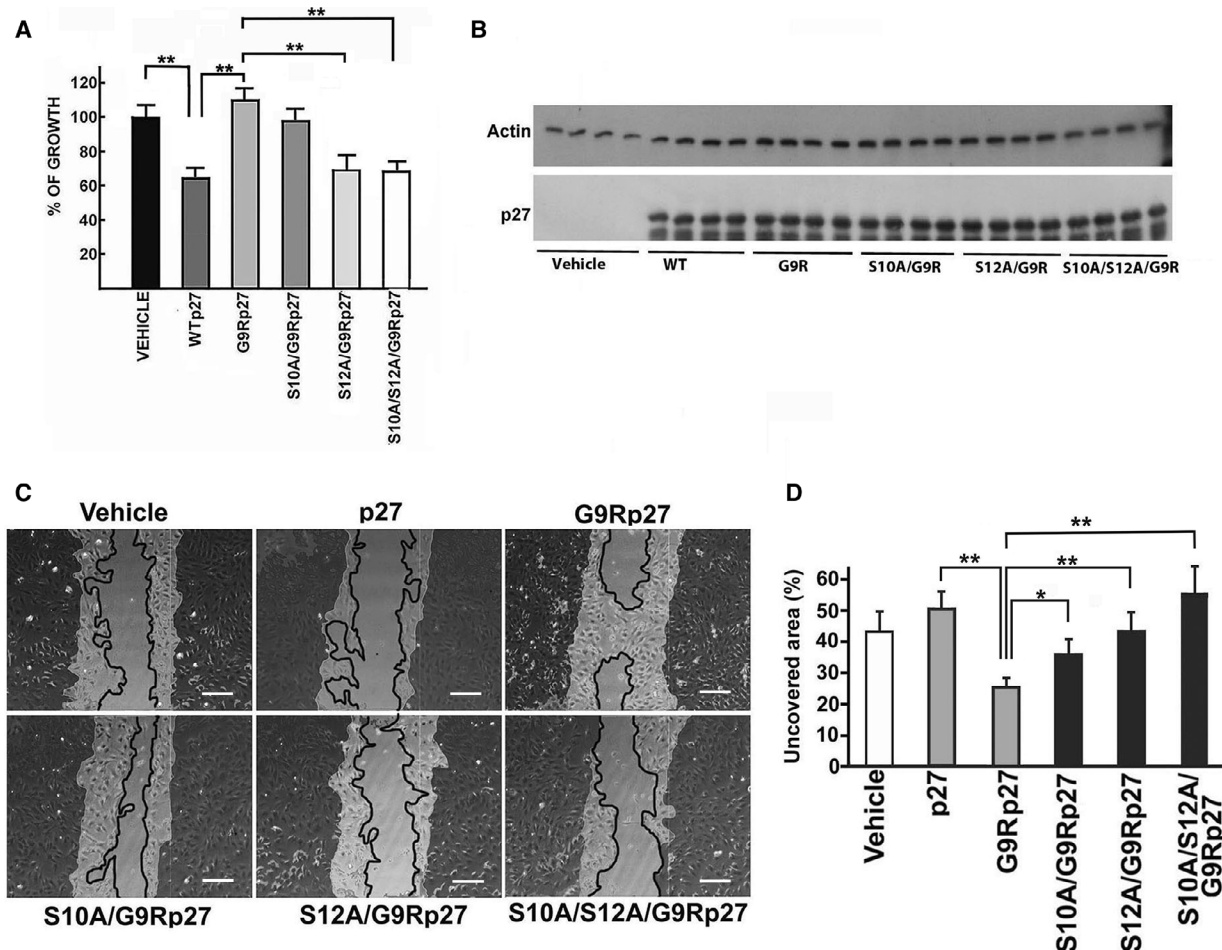 A
**
**
**
**
120
100
80
60
40
20
% OF GROWTH
VEHICLE
WTp27
G9Rp27
S10A/G9Rp27
S12A/G9Rp27
S10A/S12A/G9Rp27
B
Actin
p27
Vehicle
WT
G9R
S10A/G9R
S12A/G9R
S10A/S12A/G9R
C
Vehicle
p27
G9Rp27
S10A/G9Rp27
S12A/G9Rp27
S10A/S12A/G9Rp27
D
**
**
**
*
60
50
40
30
20
10
0
Uncovered area (%)
Vehicle
p27
G9Rp27
S10A/G9Rp27
S12A/G9Rp27
S10A/S12A/
G9Rp27